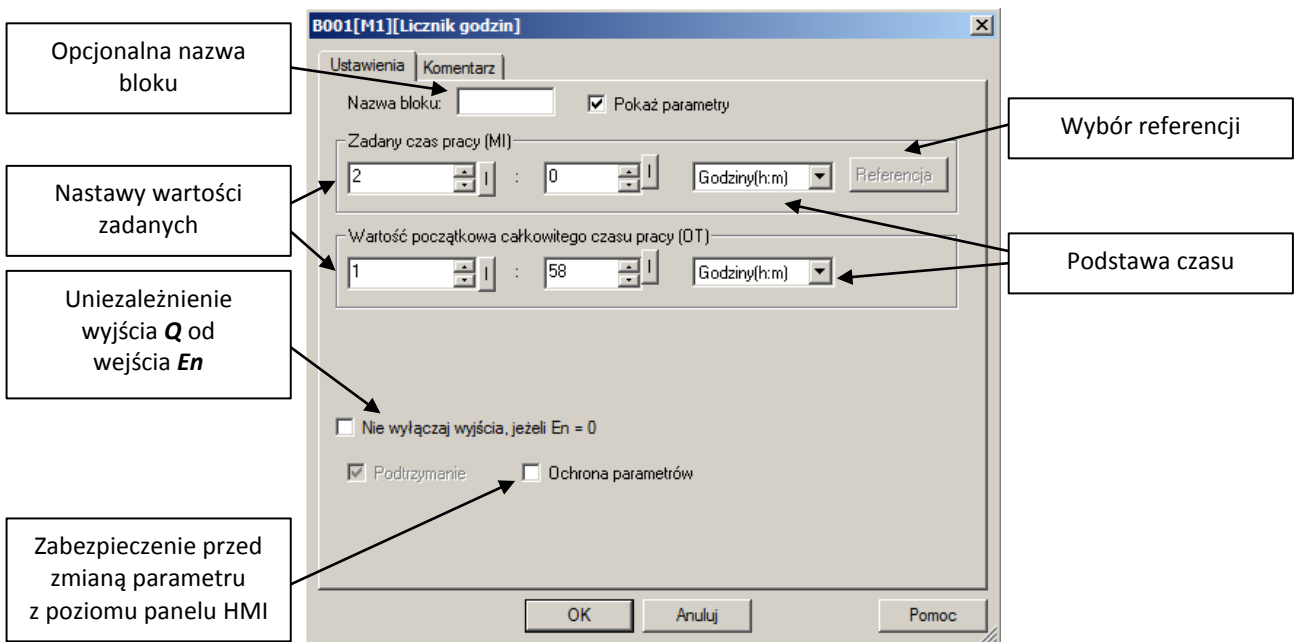 B001[M1][Licznik godzin]
Opcjonalna nazwa
bloku
Ustawienia Komentarz
Nazwa bloku: Pokaż parametry
Wybór referencji
Zadany czas pracy (MI)
2 : 0 Godziny(h:m) Referencja
Nastawy wartości
zadanych
Wartość początkowa całkowitego czasu pracy (OT)
1 : 58 Godziny(h:m)
Podstawa czasu
Uniezależnienie
wyjścia Q od
wejścia En
Nie wyłączaj wyjścia, jeżeli En = 0
Podtrzymanie Ochrona parametrów
Zabezpieczenie przed
zmianą parametru
z poziomu panelu HMI
OK Anuluj Pomoc